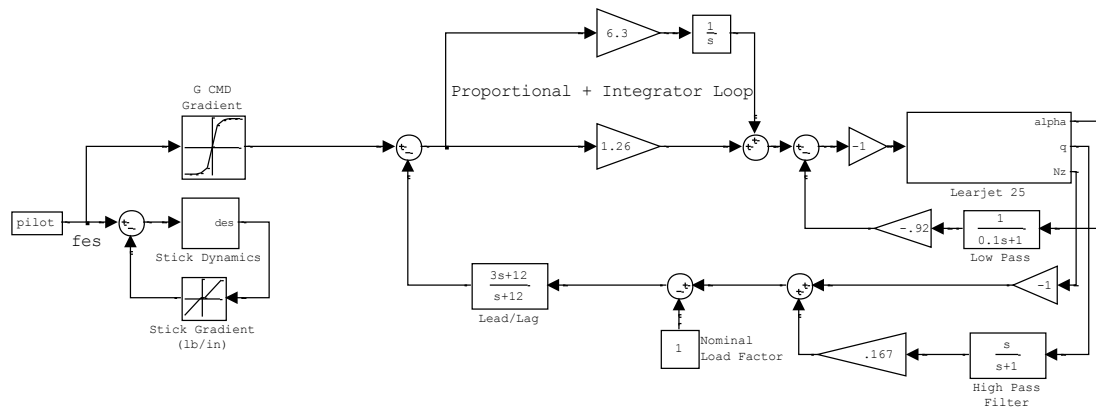 6.3
1
s
G CMD
Gradient
Proportional + Integrator Loop
alpha
q
Nz
1.26
-1
Learjet 25
pilot
fes
des
Stick Dynamics
-.92
1
0.1s+1
Low Pass
3s+12
s+12
Lead/Lag
-1
Stick Gradient
(lb/in)
1
Nominal
Load Factor
.167
s
s+1
High Pass
Filter